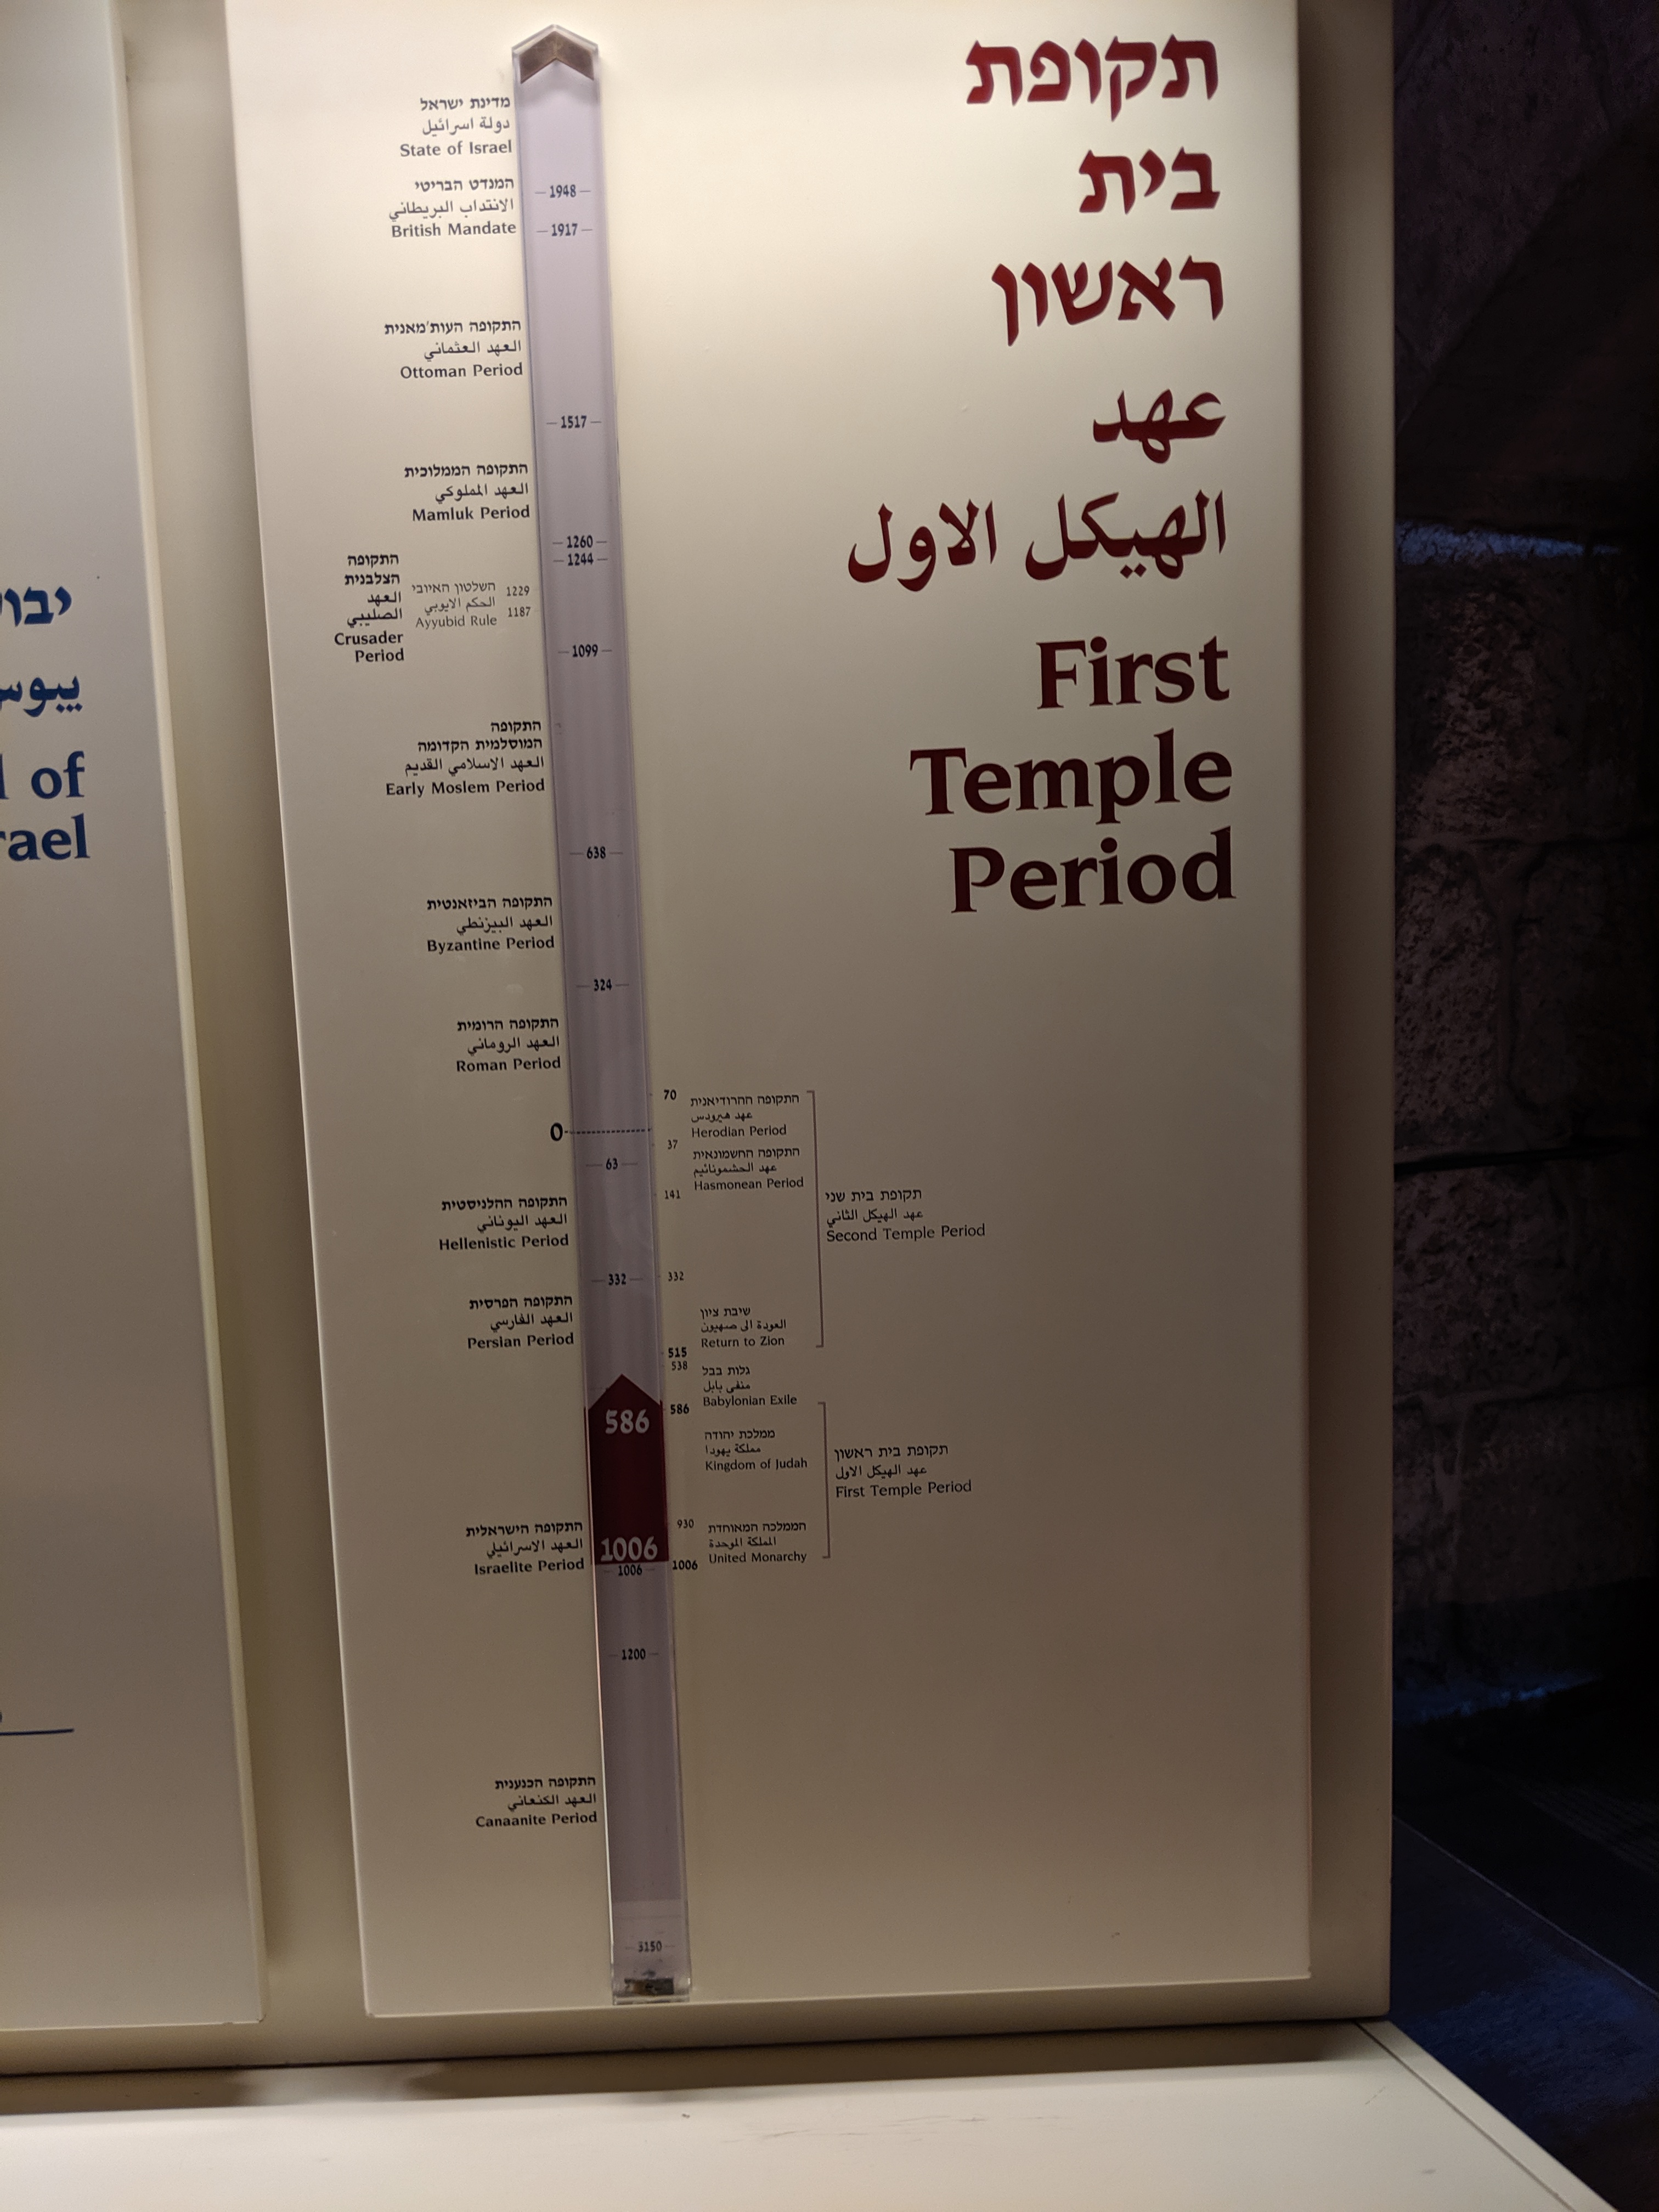 תקופת
בית
ראשון
عهد
الهيكل الاول
First
Temple
Period
מדינת ישראל
دولة اسرائيل
State of Israel
1948
המנדט הבריטי
الانتداب البريطاني
British Mandate
1917
התקופה העות'מאנית
العهد العثماني
Ottoman Period
1517
התקופה הממלוכית
العهد المملوكي
Mamluk Period
1260
1244
התקופה
הצלבנית
العهد
الصليبي
Crusader
Period
השלטון האיובי
الحكم الايوبي
Ayyubid Rule
1229
1187
1099
התקופה
המוסלמית הקדומה
العهد الاسلامي القديم
Early Moslem Period
638
התקופה הביזאנטית
العهد البيزنطي
Byzantine Period
324
התקופה הרומית
العهد الروماني
Roman Period
70
התקופה ההרודיאנית
عهد هيرودس
Herodian Period
0
37
63
התקופה החשמונאית
عهد الحشمونائيم
Hasmonean Period
141
תקופת בית שני
عهد الهيكل الثاني
Second Temple Period
התקופה ההלניסטית
العهد اليوناني
Hellenistic Period
332
332
התקופה הפרסית
العهد الفارسي
Persian Period
שיבת ציון
العودة الى صهيون
Return to Zion
515
538
גלות בבל
منفى بابل
Babylonian Exile
586
586
ממלכת יהודה
مملكة يهودا
Kingdom of Judah
תקופת בית ראשון
عهد الهيكل الاول
First Temple Period
930
הממלכה המאוחדת
المملكة الموحدة
United Monarchy
1006
1006
1006
התקופה הישראלית
العهد الاسرائيلي
Israelite Period
1200
התקופה הכנענית
العهد الكنعاني
Canaanite Period
3150
of